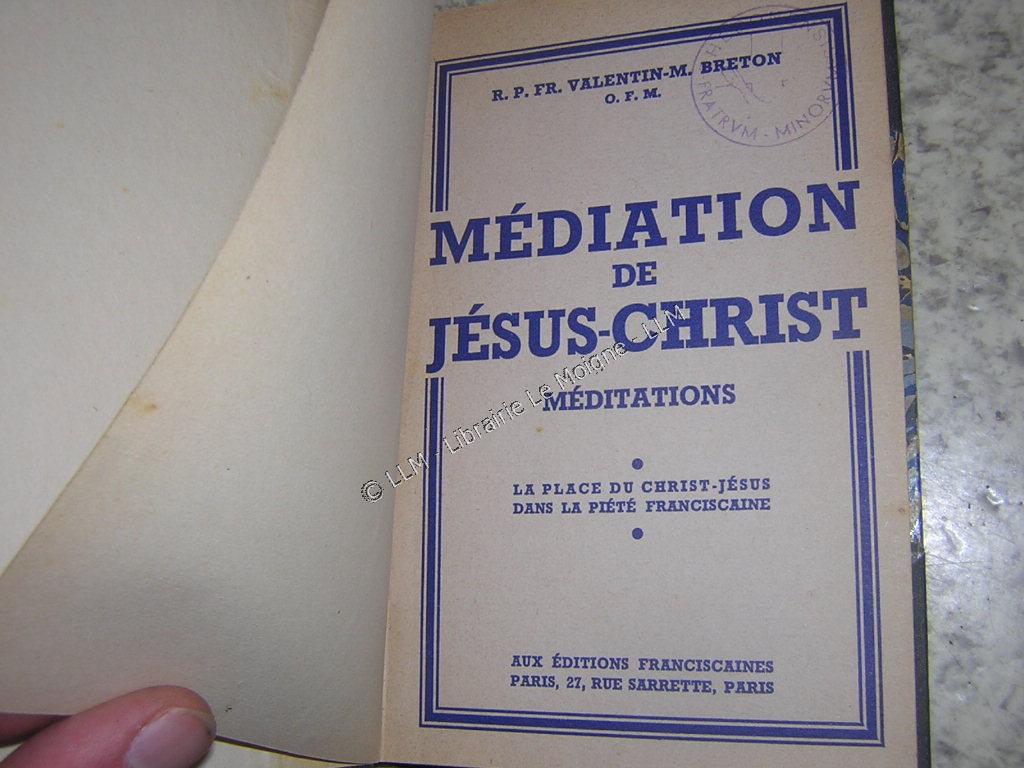 R. P. FR. VALENTIN-M. BRETON
O. F. M.
FRATRVM - MINORVM
MÉDIATION
DE
JÉSUS-CHRIST
MÉDITATIONS
© LLM - Librairie Le Moigne - LLM
LA PLACE DU CHRIST-JÉSUS
DANS LA PIÉTÉ FRANCISCAINE
AUX ÉDITIONS FRANCISCAINES
PARIS, 27, RUE SARRETTE, PARIS